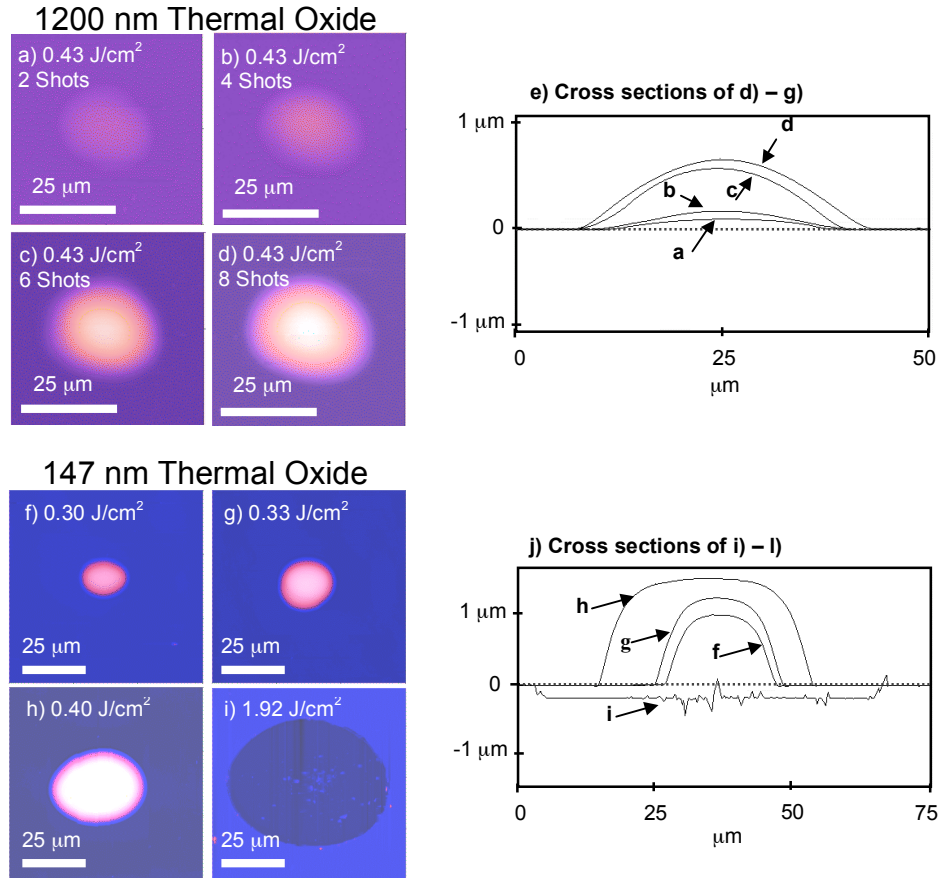 1200 nm Thermal Oxide
a) 0.43 J/cm²
2 Shots
25 μm
b) 0.43 J/cm²
4 Shots
25 μm
c) 0.43 J/cm²
6 Shots
25 μm
d) 0.43 J/cm²
8 Shots
25 μm
e) Cross sections of d) – g)
1 μm
0
-1 μm
d
b
c
a
0
25
50
μm
147 nm Thermal Oxide
f) 0.30 J/cm²
25 μm
g) 0.33 J/cm²
25 μm
h) 0.40 J/cm²
25 μm
i) 1.92 J/cm²
25 μm
j) Cross sections of i) – l)
1 μm
0
-1 μm
h
g
f
i
0
25
50
75
μm